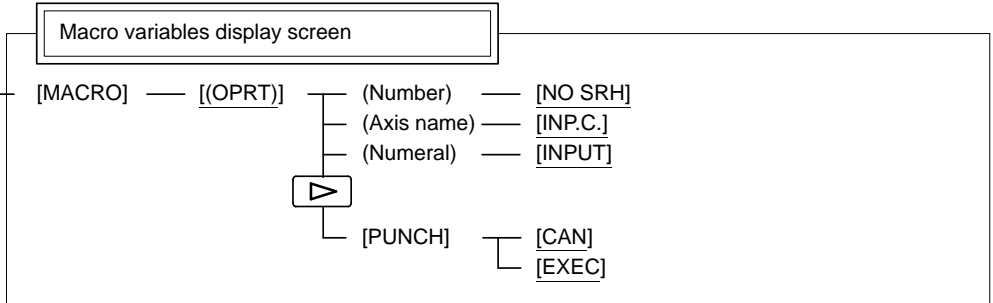 Macro variables display screen
[MACRO] [(OPRT)] (Number) [NO SRH]
(Axis name) [INP.C.]
(Numeral) [INPUT]
[PUNCH] [CAN]
[EXEC]